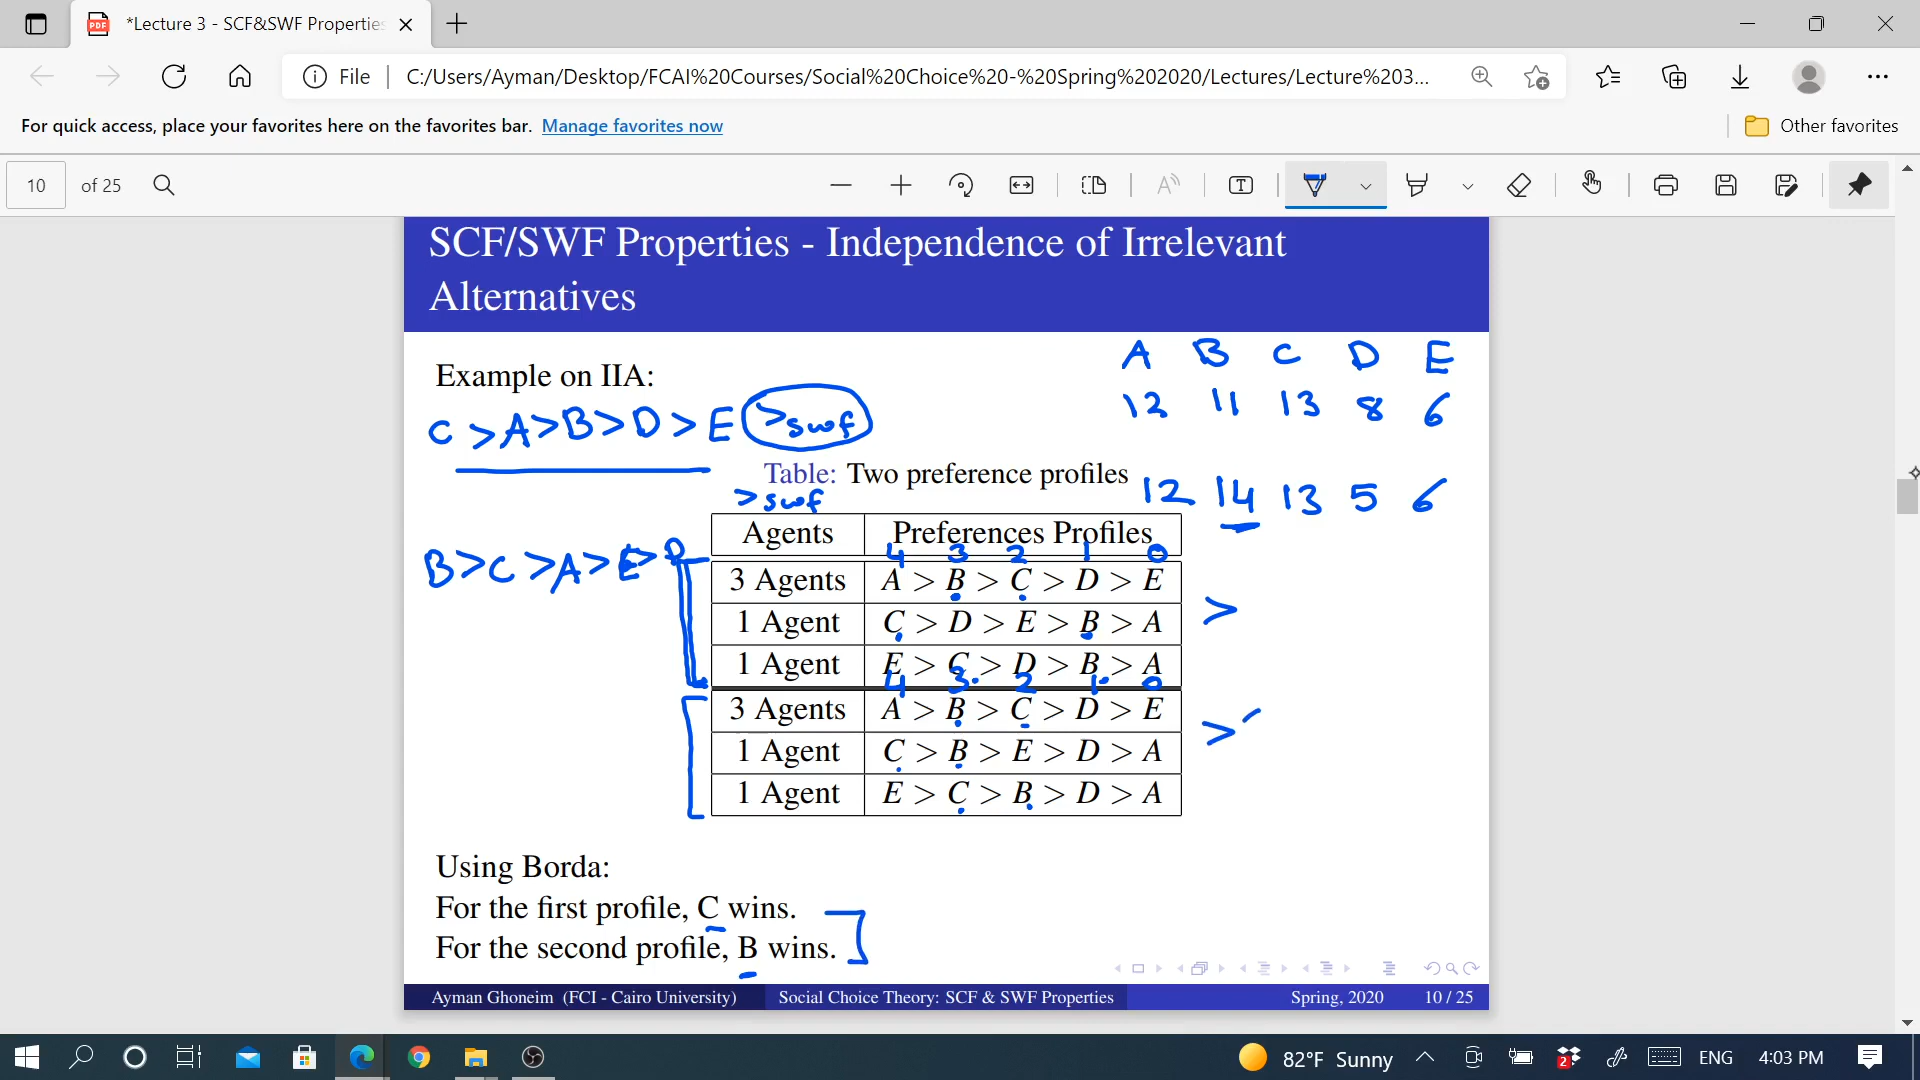 *Lecture 3 - SCF&SWF Properties
File C:/Users/Ayman/Desktop/FCAI%20Courses/Social%20Choice%20-%20Spring%202020/Lectures/Lecture%203...
For quick access, place your favorites here on the favorites bar. Manage favorites now Other favorites
10 of 25
SCF/SWF Properties - Independence of Irrelevant
Alternatives
A B C D E
Example on IIA:
12 11 13 8 6
C > A > B > D > E >swf
Table: Two preference profiles
12 14 13 5 6
>swf
Agents Preferences Profiles
4 3 2 1 0
B > C > A > E > D
3 Agents A > B > C > D > E
>
1 Agent C > D > E > B > A
1 Agent E > C > D > B > A
4 3 2 1 0
3 Agents A > B > C > D > E
>'
1 Agent C > B > E > D > A
1 Agent E > C > B > D > A
Using Borda:
For the first profile, C wins.
For the second profile, B wins.
Ayman Ghoneim (FCI - Cairo University) Social Choice Theory: SCF & SWF Properties Spring, 2020 10 / 25
82°F Sunny 2 ENG 4:03 PM